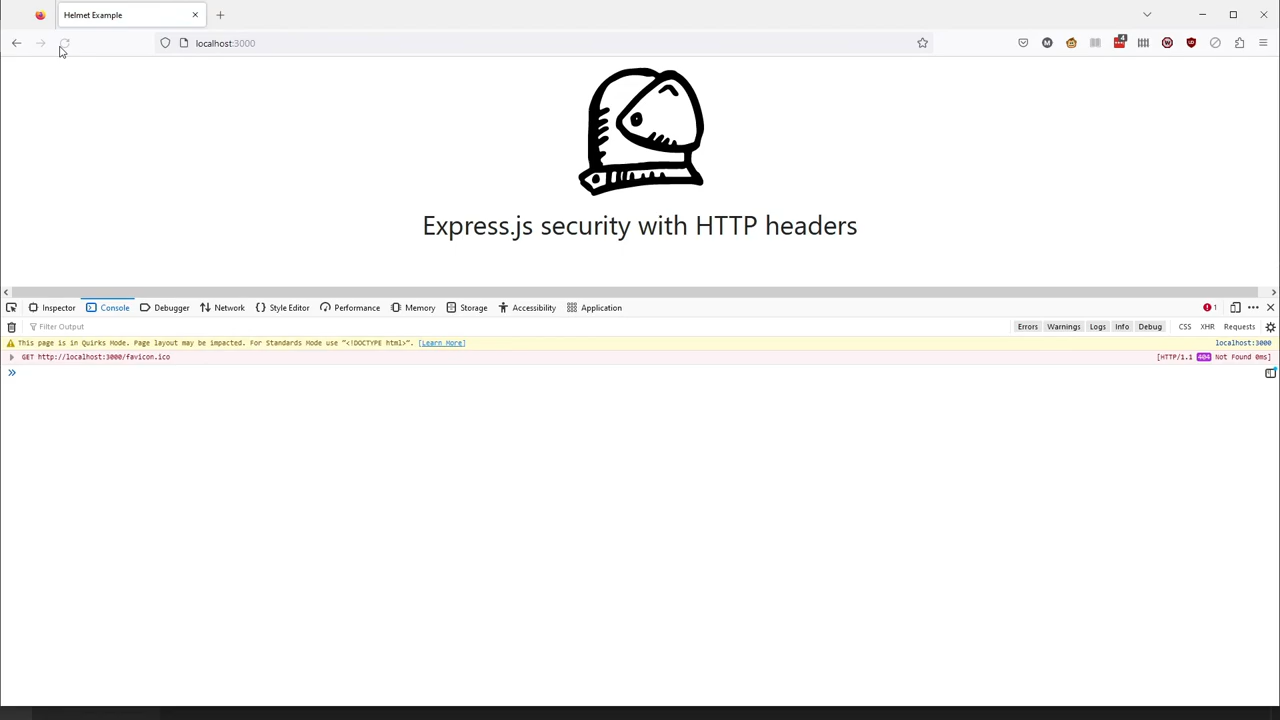 Helmet Example
localhost:3000
4
Express.js security with HTTP headers
Inspector Console Debugger Network Style Editor Performance Memory Storage Accessibility Application 1
Filter Output Errors Warnings Logs Info Debug CSS XHR Requests
This page is in Quirks Mode. Page layout may be impacted. For Standards Mode use "<!DOCTYPE html>". [Learn More] localhost:3000
GET http://localhost:3000/favicon.ico [HTTP/1.1 404 Not Found 0ms]